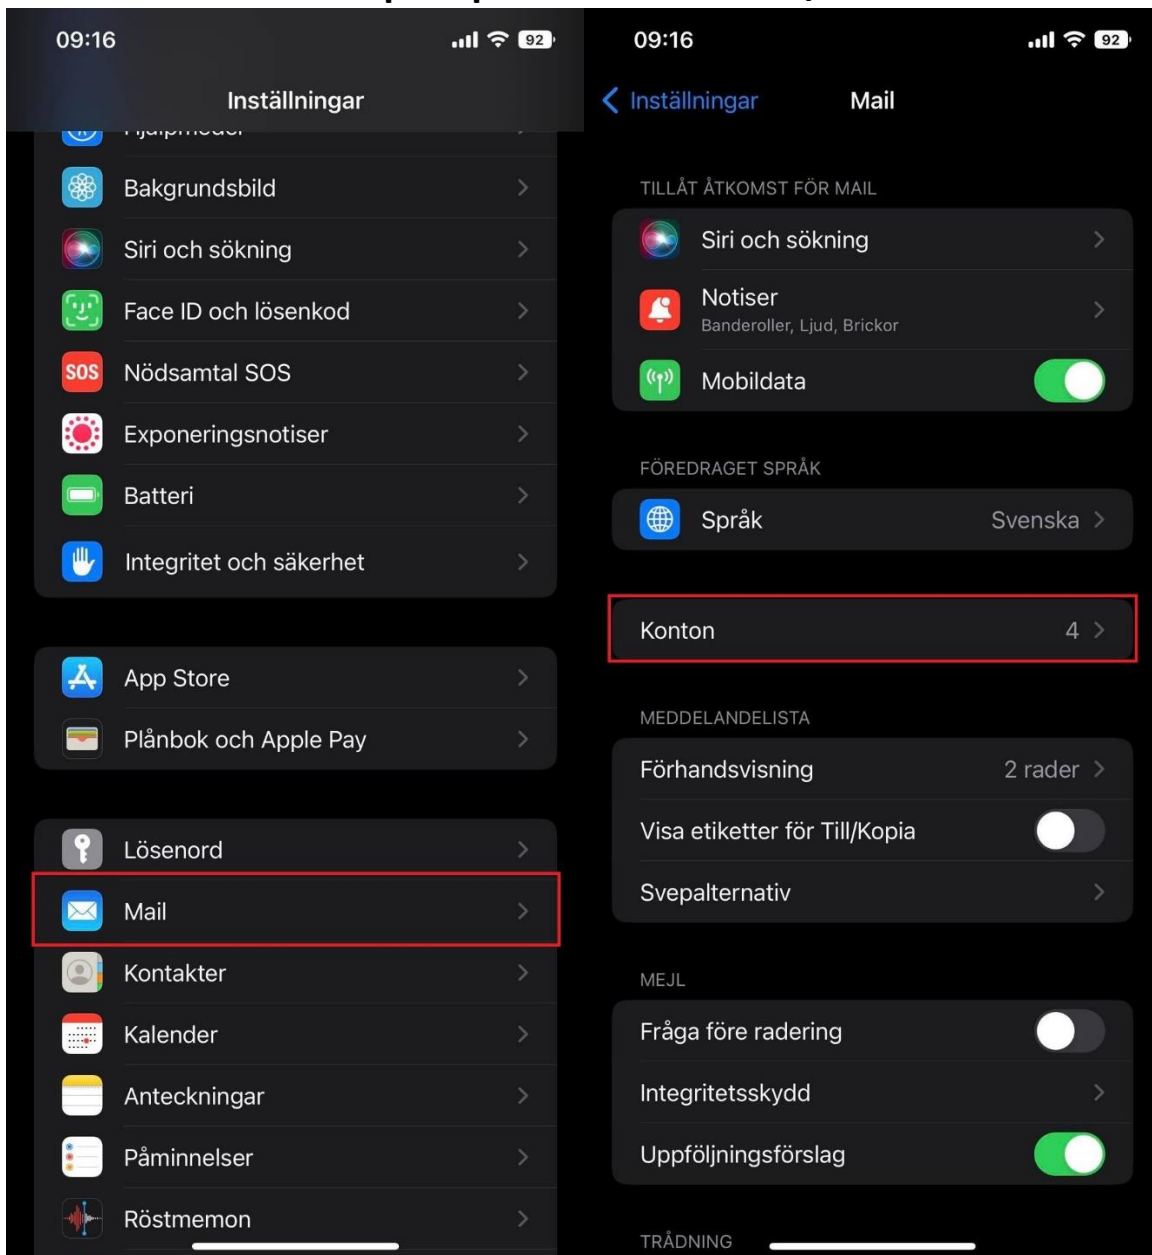 09:16
92
Inställningar
Hjälpmedel
Bakgrundsbild
Siri och sökning
Face ID och lösenkod
SOS
Nödsamtal SOS
Exponeringsnotiser
Batteri
Integritet och säkerhet
App Store
Plånbok och Apple Pay
Lösenord
Mail
Kontakter
Kalender
Anteckningar
Påminnelser
Röstmemon
09:16
92
Inställningar
Mail
TILLÅT ÅTKOMST FÖR MAIL
Siri och sökning
Notiser
Banderoller, Ljud, Brickor
Mobildata
FÖREDRAGET SPRÅK
Språk Svenska
Konton 4
MEDDELANDELISTA
Förhandsvisning 2 rader
Visa etiketter för Till/Kopia
Svepalternativ
MEJL
Fråga före radering
Integritetsskydd
Uppföljningsförslag
TRÅDNING